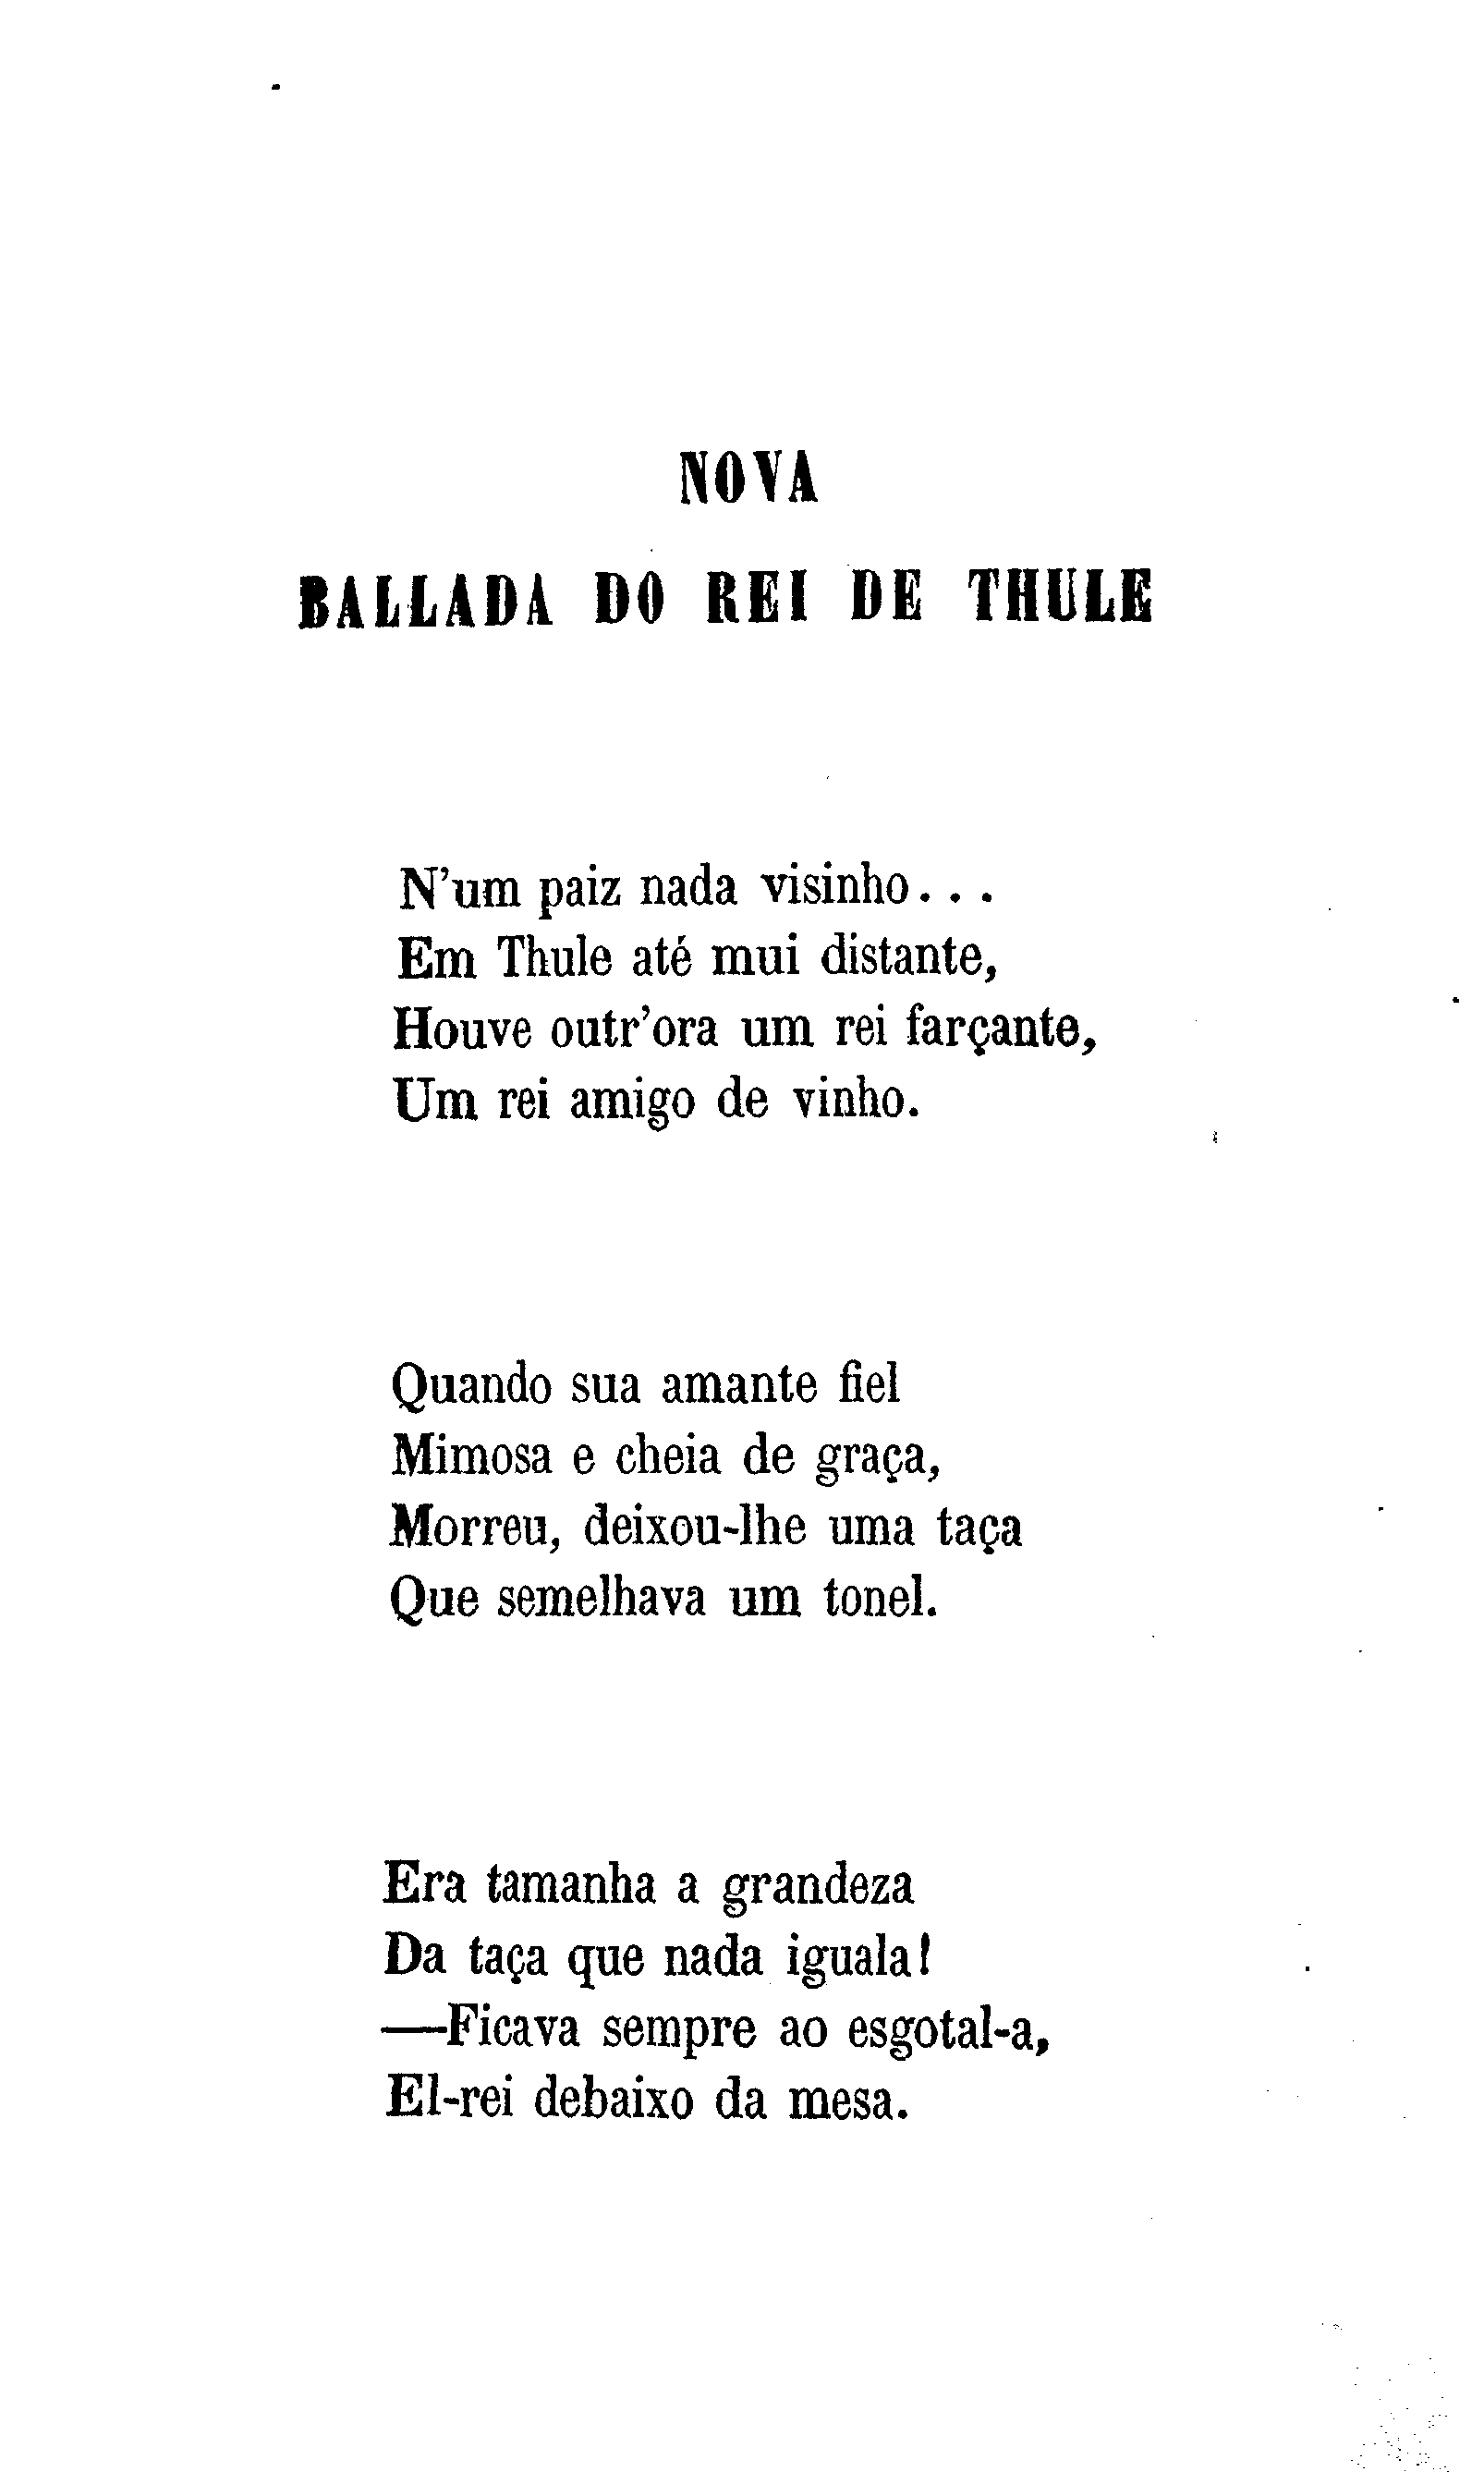 NOVA
BALLADA DO REI DE THULE
N'um paiz nada visinho...
Em Thule até mui distante,
Houve outr'ora um rei farçante,
Um rei amigo de vinho.
Quando sua amante fiel
Mimosa e cheia de graça,
Morreu, deixou-lhe uma taça
Que semelhava um tonel.
Era tamanha a grandeza
Da taça que nada iguala!
—Ficava sempre ao esgotal-a,
El-rei debaixo da mesa.